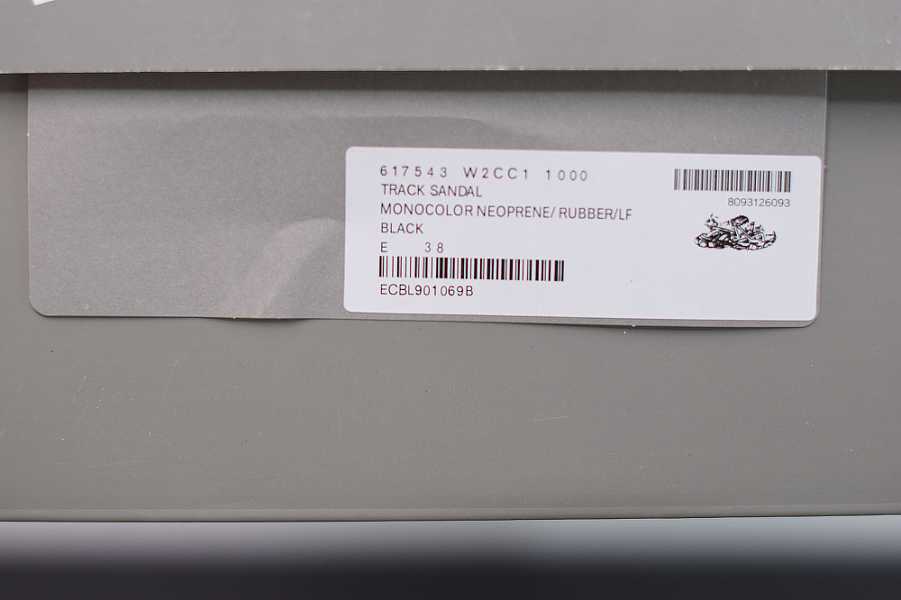 617543 W2CC1 1000
TRACK SANDAL
MONOCOLOR NEOPRENE/ RUBBER/LF
BLACK
E 38
ECBL901069B
8093126093